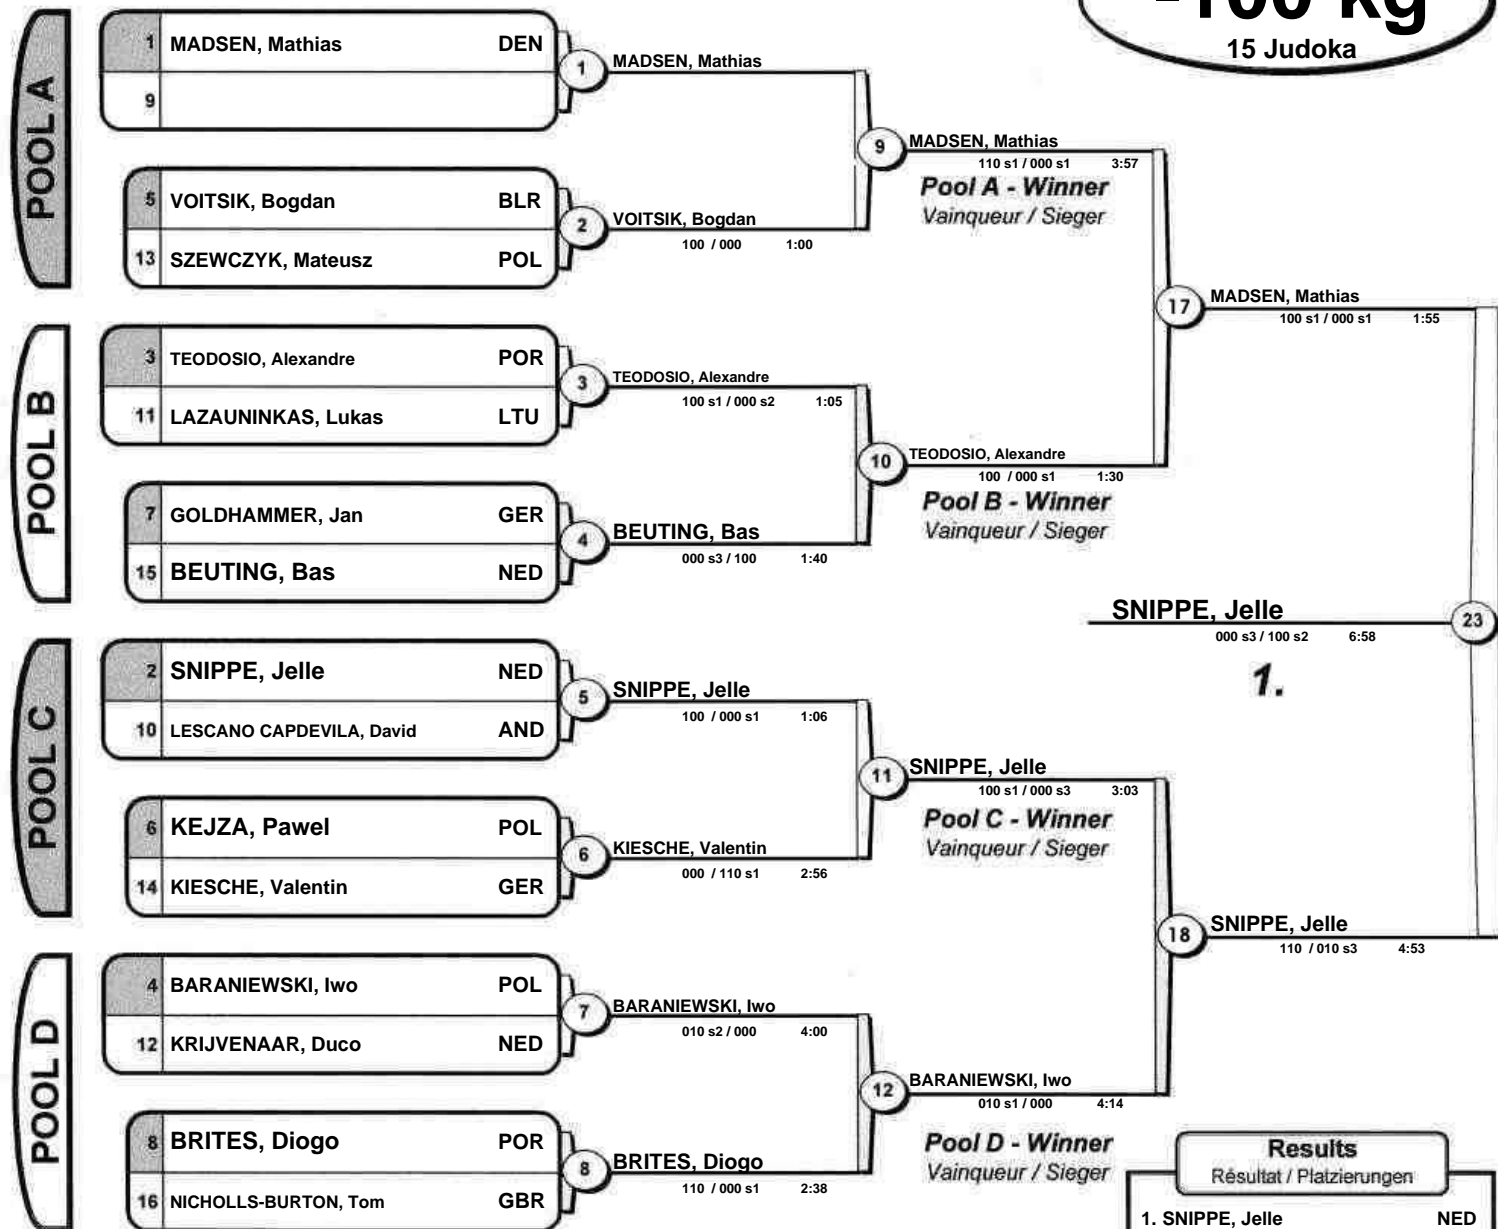 -100 kg
15 Judoka
POOL A
1 MADSEN, Mathias DEN
9
1 MADSEN, Mathias
5 VOITSIK, Bogdan BLR
13 SZEWCZYK, Mateusz POL
2 VOITSIK, Bogdan
100 / 000 1:00
9 MADSEN, Mathias
110 s1 / 000 s1 3:57
Pool A - Winner
Vainqueur / Sieger
POOL B
3 TEODOSIO, Alexandre POR
11 LAZAUNINKAS, Lukas LTU
3 TEODOSIO, Alexandre
100 s1 / 000 s2 1:05
7 GOLDHAMMER, Jan GER
15 BEUTING, Bas NED
4 BEUTING, Bas
000 s3 / 100 1:40
10 TEODOSIO, Alexandre
100 / 000 s1 1:30
Pool B - Winner
Vainqueur / Sieger
17 MADSEN, Mathias
100 s1 / 000 s1 1:55
SNIPPE, Jelle 23
000 s3 / 100 s2 6:58
1.
POOL C
2 SNIPPE, Jelle NED
10 LESCANO CAPDEVILA, David AND
5 SNIPPE, Jelle
100 / 000 s1 1:06
6 KEJZA, Pawel POL
14 KIESCHE, Valentin GER
6 KIESCHE, Valentin
000 / 110 s1 2:56
11 SNIPPE, Jelle
100 s1 / 000 s3 3:03
Pool C - Winner
Vainqueur / Sieger
18 SNIPPE, Jelle
110 / 010 s3 4:53
POOL D
4 BARANIEWSKI, Iwo POL
12 KRIJVENAAR, Duco NED
7 BARANIEWSKI, Iwo
010 s2 / 000 4:00
8 BRITES, Diogo POR
16 NICHOLLS-BURTON, Tom GBR
8 BRITES, Diogo
110 / 000 s1 2:38
12 BARANIEWSKI, Iwo
010 s1 / 000 4:14
Pool D - Winner
Vainqueur / Sieger
Results
Résultat / Platzierungen
1. SNIPPE, Jelle NED